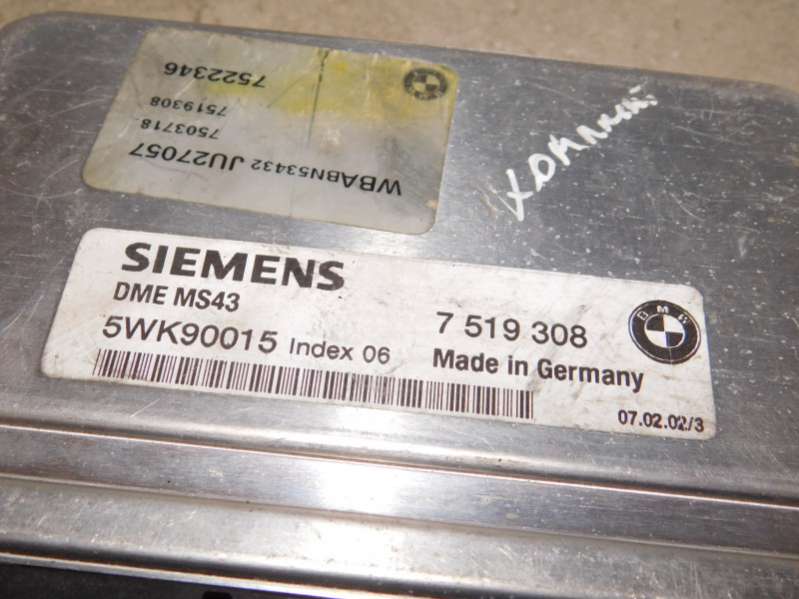 7522346
7519308
7503718
WBABN53432 JU27057
SIEMENS
DME MS43
5WK90015 Index 06
7 519 308
BMW
Made in Germany
07.02.02/3